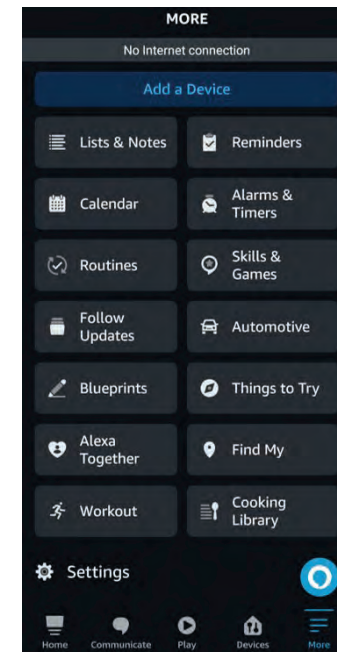 MORE
No Internet connection
Add a Device
Lists & Notes
Reminders
Calendar
Alarms &
Timers
Routines
Skills &
Games
Follow
Updates
Automotive
Blueprints
Things to Try
Alexa
Together
Find My
Workout
Cooking
Library
Settings
Home Communicate Play Devices More